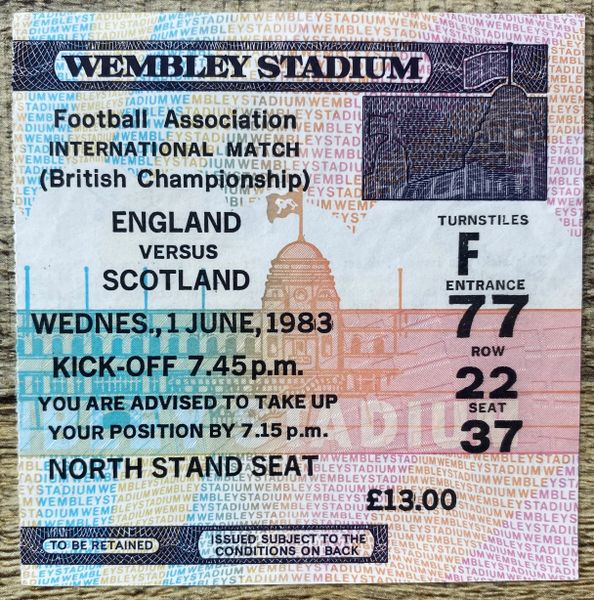 WEMBLEY STADIUM
Football Association
INTERNATIONAL MATCH
(British Championship)
ENGLAND
VERSUS
SCOTLAND
WEDNES., 1 JUNE, 1983
KICK-OFF 7.45 p.m.
YOU ARE ADVISED TO TAKE UP
YOUR POSITION BY 7.15 p.m.
NORTH STAND SEAT
£13.00
TURNSTILES
F
ENTRANCE
77
ROW
22
SEAT
37
TO BE RETAINED
ISSUED SUBJECT TO THE
CONDITIONS ON BACK